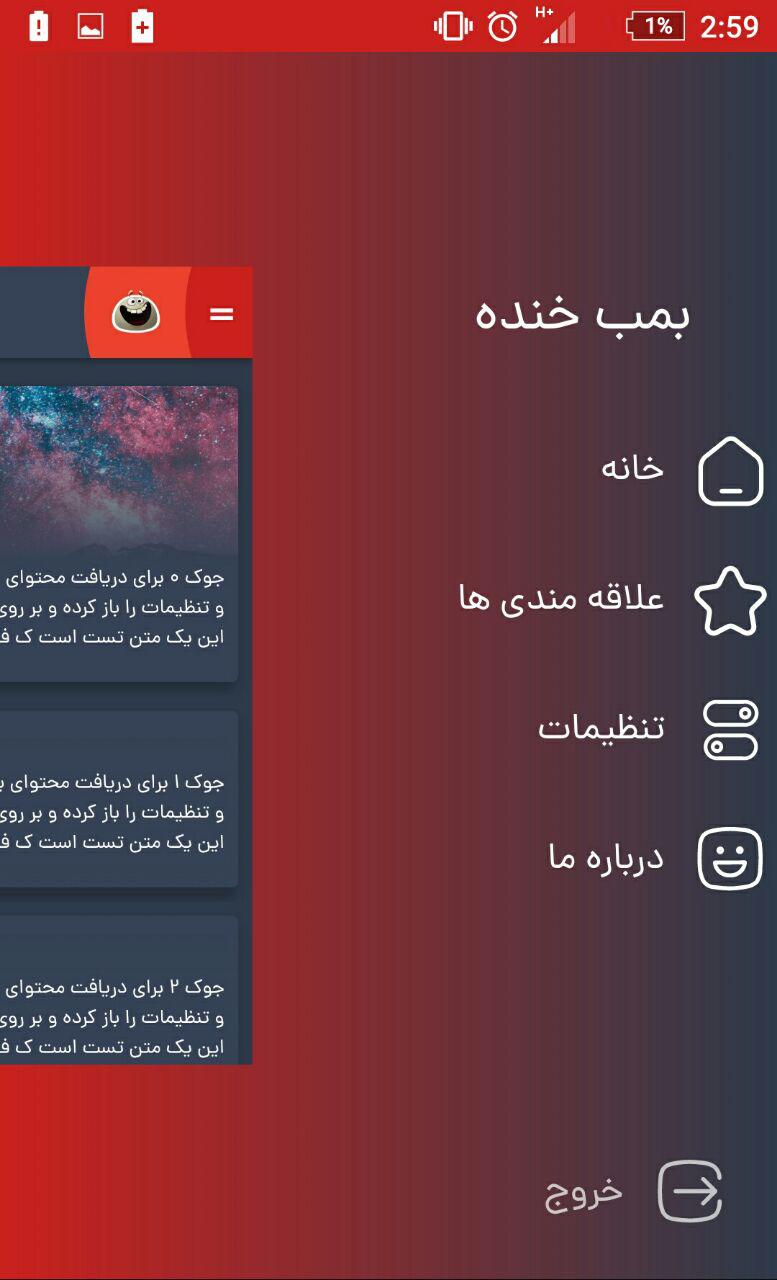 H+
1%
2:59
بمب خنده
خانه
علاقه مندی ها
تنظیمات
درباره ما
خروج
جوک ۰ برای دریافت محتوای
و تنظیمات را باز کرده و بر روی
این یک متن تست است ک
جوک ۱ برای دریافت محتوای
و تنظیمات را باز کرده و بر روی
این یک متن تست است ک
جوک ۲ برای دریافت محتوای
و تنظیمات را باز کرده و بر روی
این یک متن تست است ک